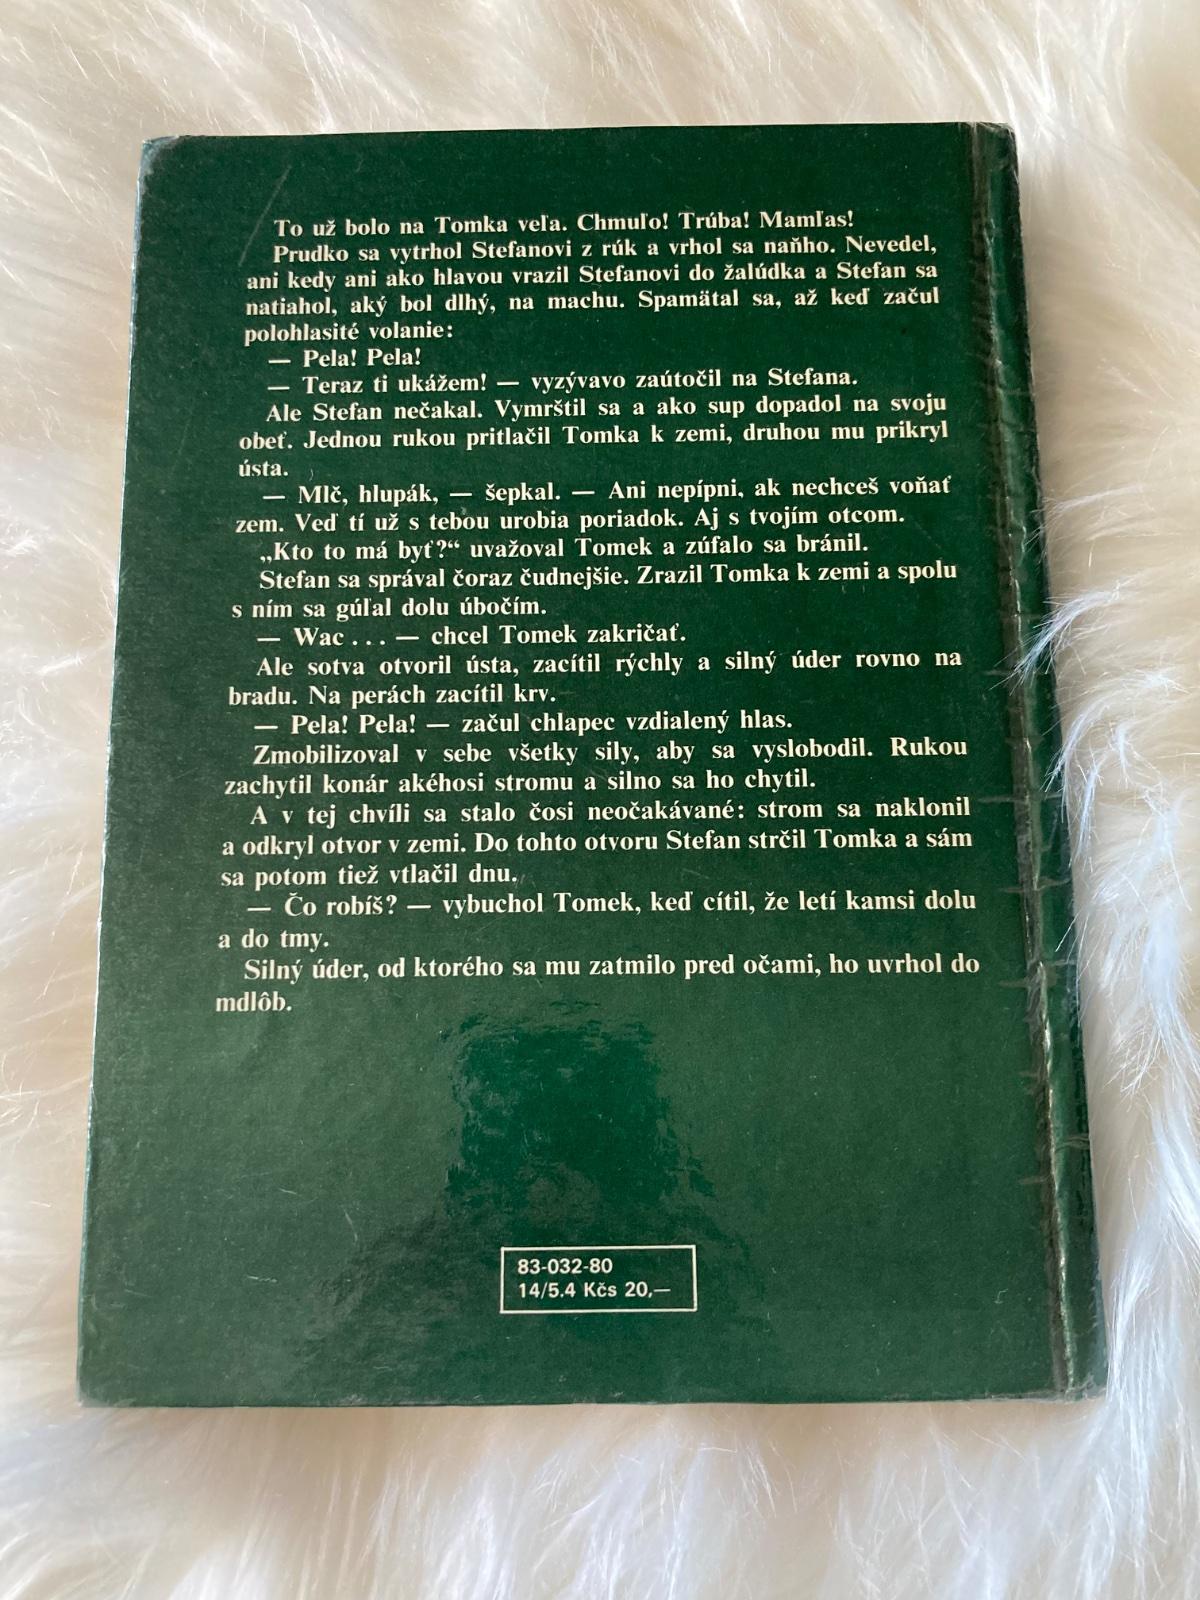 To už bolo na Tomka veľa. Chmuľo! Trúba! Mamľas!
Prudko sa vytrhol Stefanovi z rúk a vrhol sa naňho. Nevedel,
ani kedy ani ako hlavou vrazil Stefanovi do žalúdka a Stefan sa
natiahol, aký bol dlhý, na machu. Spamätal sa, až keď začul
polohlasité volanie:
— Pela! Pela!
— Teraz ti ukážem! — vyzývavo zaútočil na Stefana.
Ale Stefan nečakal. Vymrštil sa a ako sup dopadol na svoju
obeť. Jednou rukou pritlačil Tomka k zemi, druhou mu prikryl
ústa.
— Mlč, hlupák, — šepkal. — Ani nepípni, ak nechceš voňať
zem. Veď tí už s tebou urobia poriadok. Aj s tvojím otcom.
„Kto to má byť?“ uvažoval Tomek a zúfalo sa bránil.
Stefan sa správal čoraz čudnejšie. Zrazil Tomka k zemi a spolu
s ním sa gúľal dolu úbočím.
— Wac . . . — chcel Tomek zakričať.
Ale sotva otvoril ústa, zacítil rýchly a silný úder rovno na
bradu. Na perách zacítil krv.
— Pela! Pela! — začul chlapec vzdialený hlas.
Zmobilizoval v sebe všetky sily, aby sa vyslobodil. Rukou
zachytil konár akéhosi stromu a silno sa ho chytil.
A v tej chvíli sa stalo čosi neočakávané: strom sa naklonil
a odkryl otvor v zemi. Do tohto otvoru Stefan strčil Tomka a sám
sa potom tiež vtlačil dnu.
— Čo robíš? — vybuchol Tomek, keď cítil, že letí kamsi dolu
a do tmy.
Silný úder, od ktorého sa mu zatmilo pred očami, ho uvrhol do
mdlôb.
83-032-80
14/5.4 Kčs 20,—